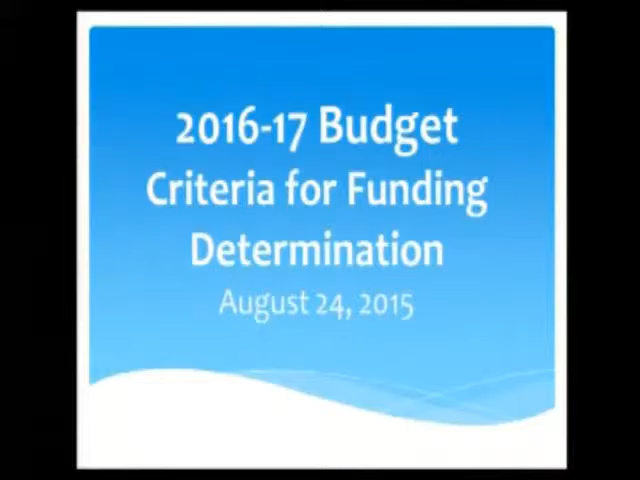 2016-17 Budget
Criteria for Funding
Determination
August 24, 2015